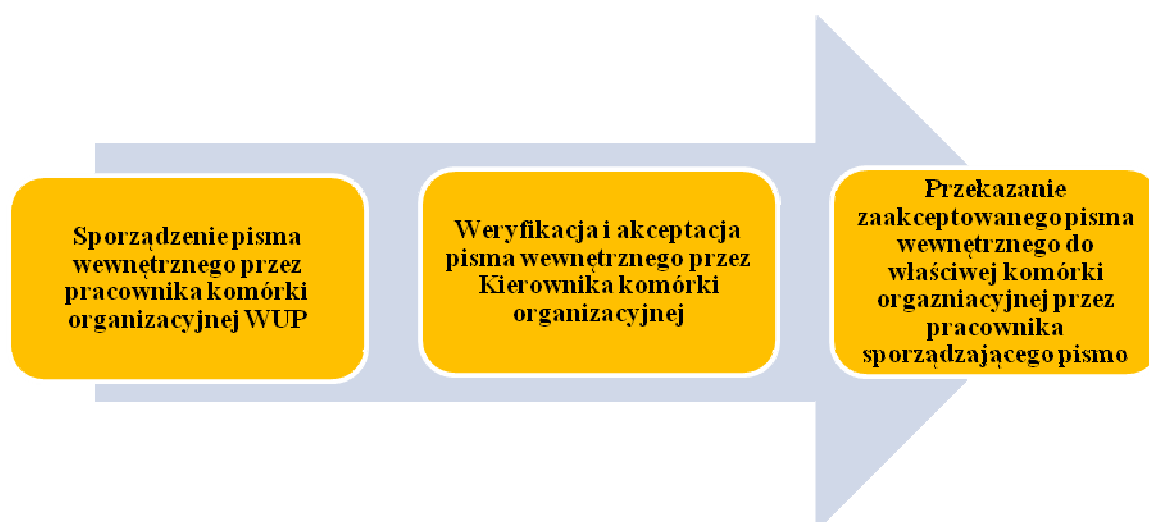 Sporządzenie pisma
wewnętrznego przez
pracownika komórki
organizacyjnej WUP
Weryfikacja i akceptacja
pisma wewnętrznego przez
Kierownika komórki
organizacyjnej
Przekazanie
zaakceptowanego pisma
wewnętrznego do
właściwej komórki
orgazniacyjnej przez
pracownika
sporządzającego pismo